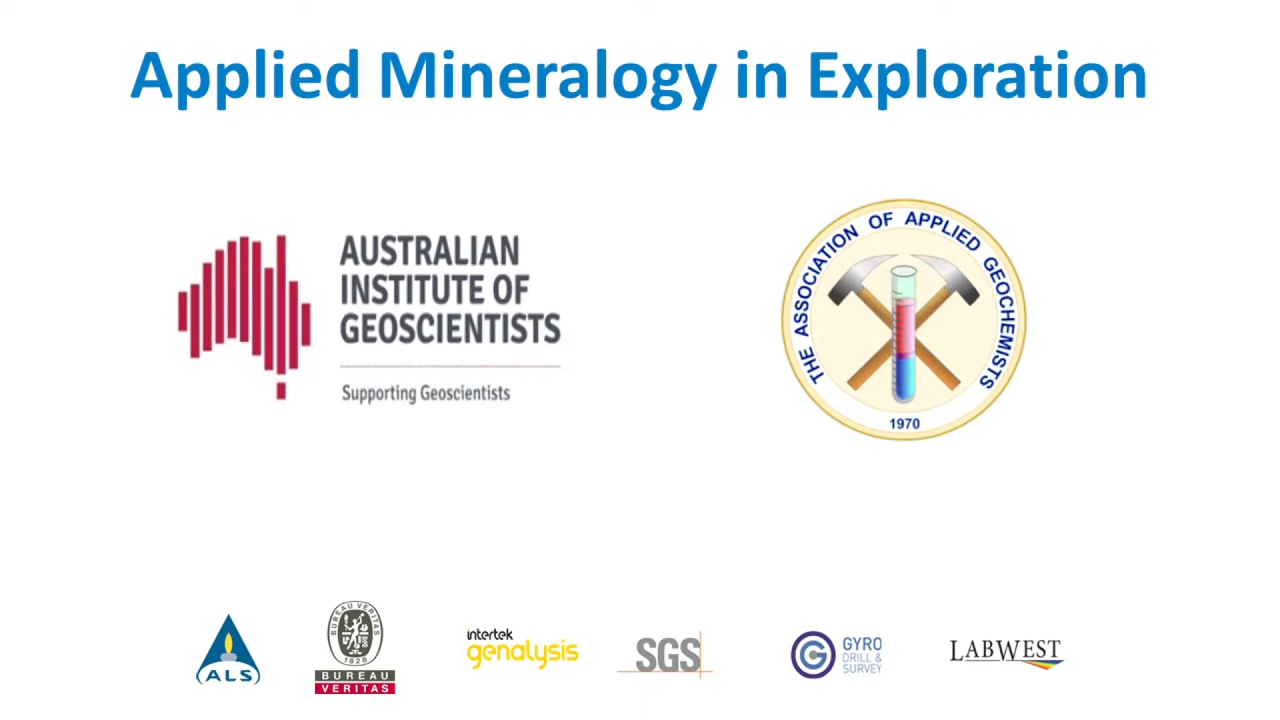 Applied Mineralogy in Exploration
AUSTRALIAN
INSTITUTE OF
GEOSCIENTISTS
Supporting Geoscientists
THE ASSOCIATION OF APPLIED GEOCHEMISTS
1970
ALS
BUREAU VERITAS
1828
BUREAU
VERITAS
intertek
genalysis
SGS
G
GYRO
DRILL &
SURVEY
LABWEST